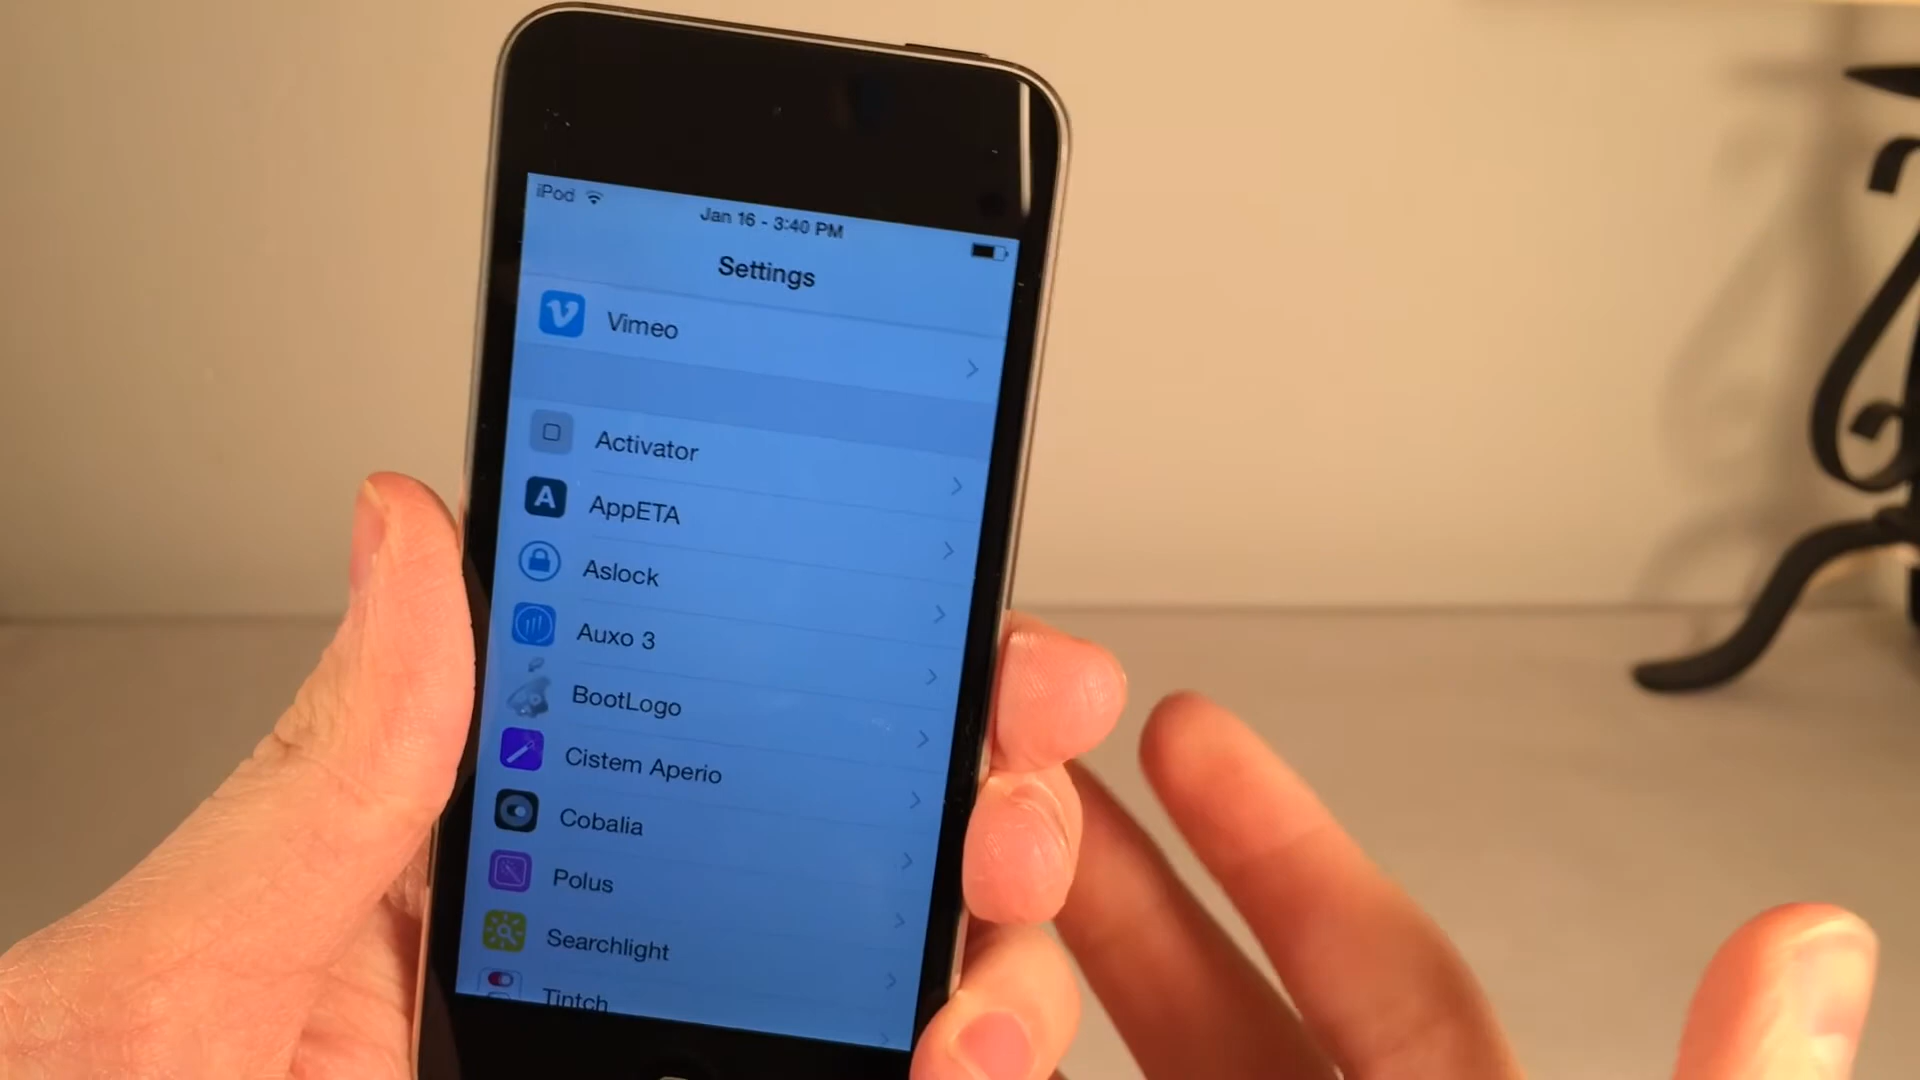 iPod
Jan 16 - 3:40 PM
Settings
Vimeo
Activator
A
AppETA
Aslock
Auxo 3
BootLogo
Cistem Aperio
Cobalia
Polus
Searchlight
Tintch